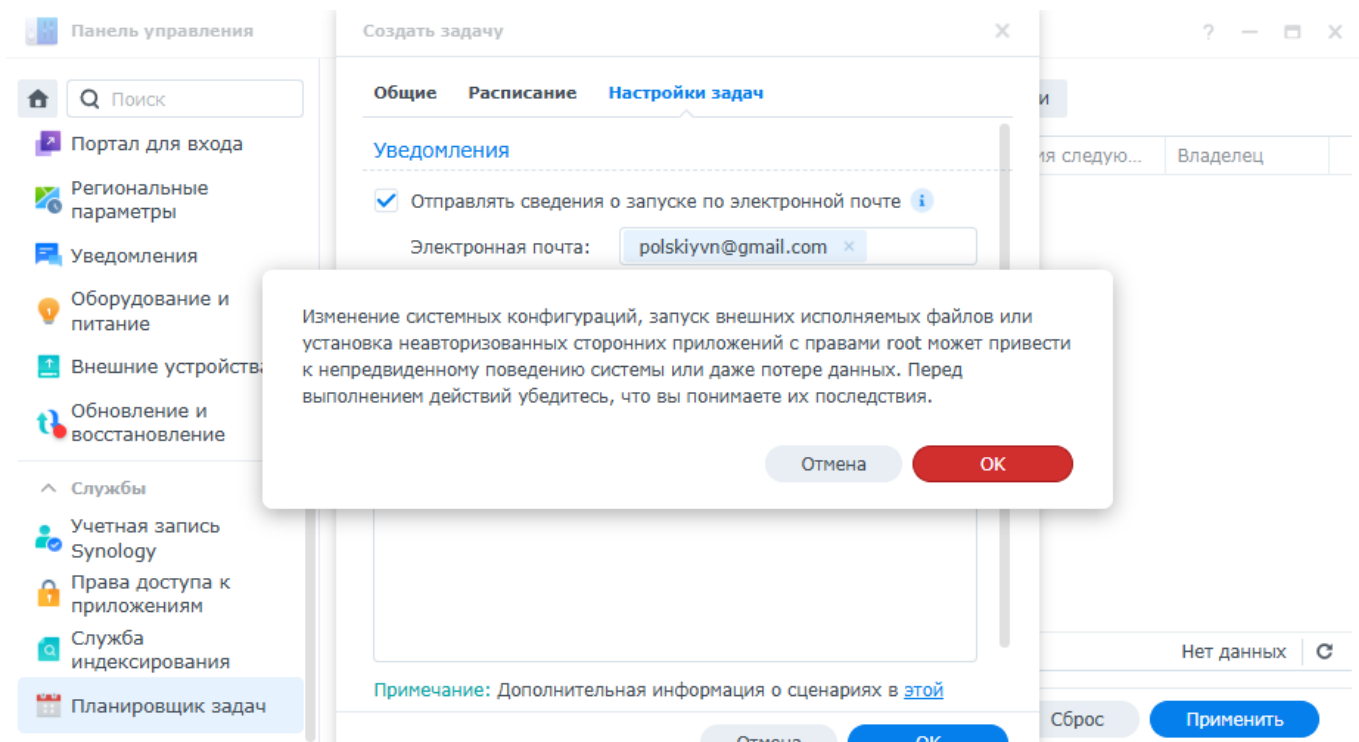 Панель управления
Создать задачу
?
Поиск
Общие Расписание Настройки задач
и
Портал для входа
Уведомления
ия следую... Владелец
Региональные
параметры
Отправлять сведения о запуске по электронной почте i
Уведомления
Электронная почта: polskiyvn@gmail.com ×
Оборудование и
питание
Изменение системных конфигураций, запуск внешних исполняемых файлов или
установка неавторизованных сторонних приложений с правами root может привести
к непредвиденному поведению системы или даже потере данных. Перед
выполнением действий убедитесь, что вы понимаете их последствия.
Внешние устройства
Обновление и
восстановление
Отмена OK
Службы
Учетная запись
Synology
Права доступа к
приложениям
Служба
индексирования
Нет данных
Планировщик задач
Примечание: Дополнительная информация о сценариях в этой
Сброс Применить
Отмена OK